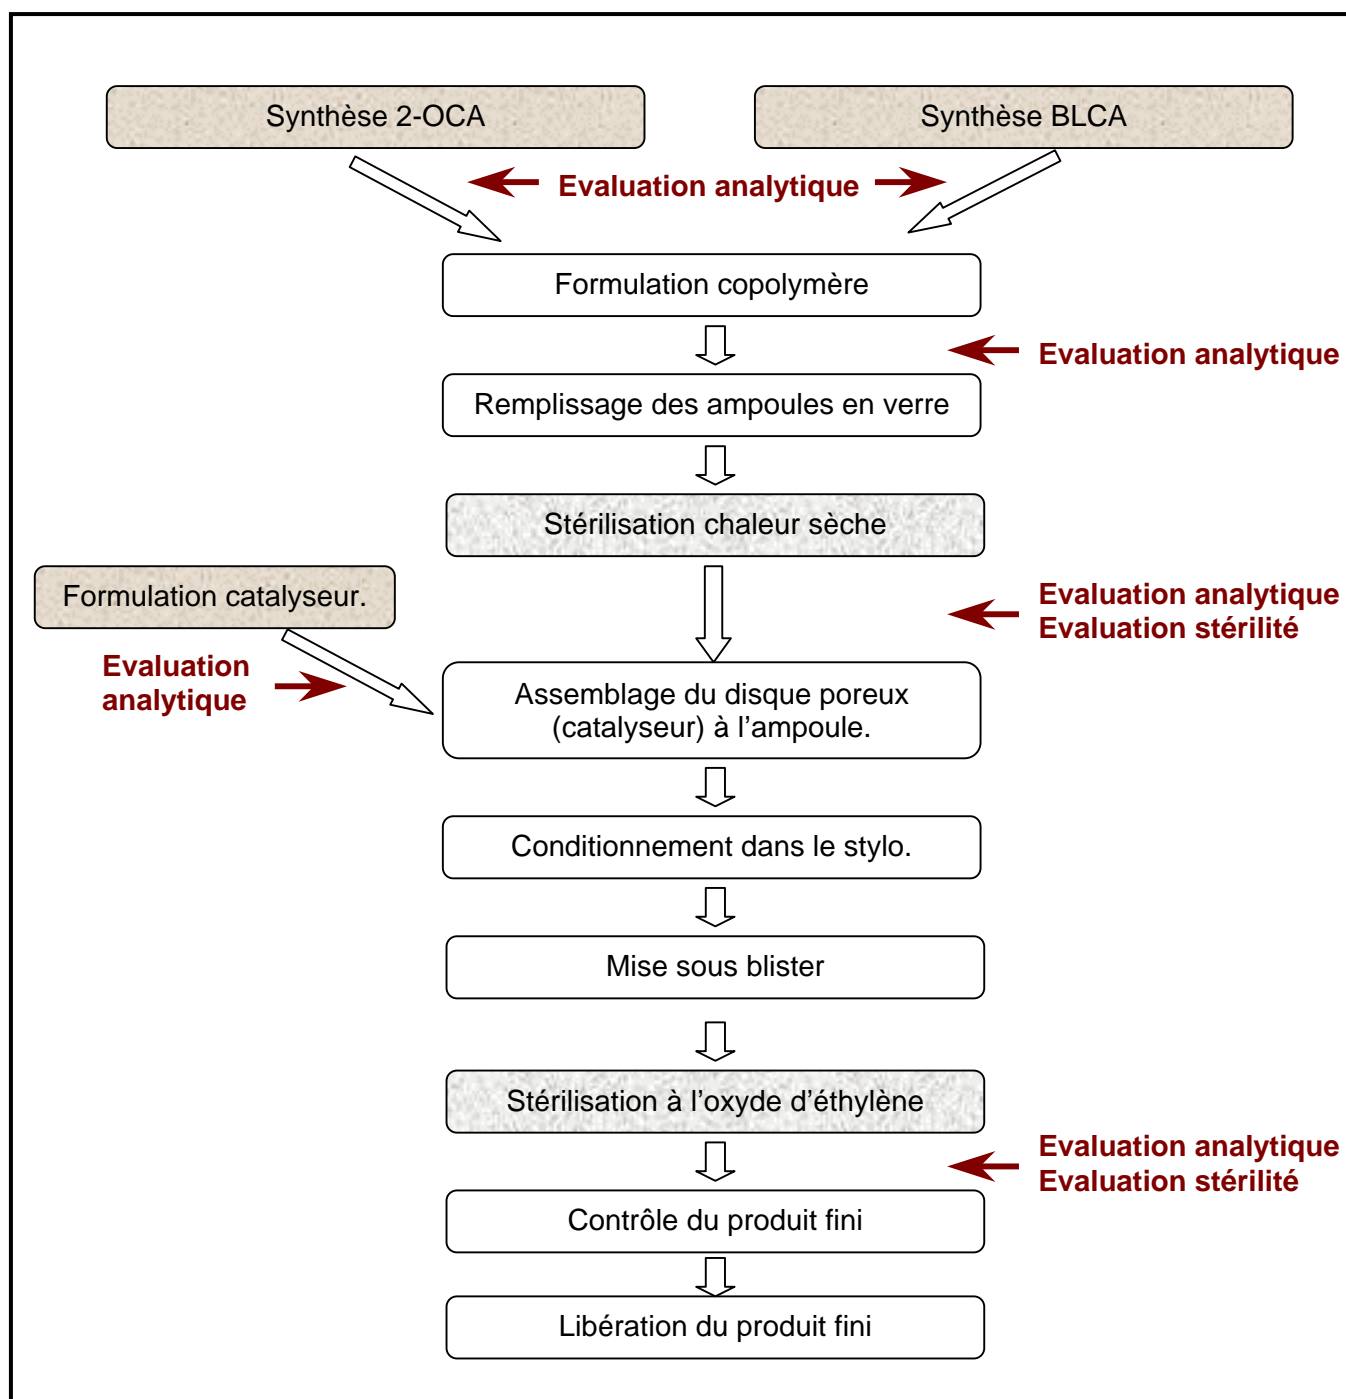 Synthèse 2-OCA
Synthèse BLCA
Evaluation analytique
Formulation copolymère
Evaluation analytique
Remplissage des ampoules en verre
Stérilisation chaleur sèche
Formulation catalyseur.
Evaluation analytique
Evaluation stérilité
Evaluation
analytique
Assemblage du disque poreux
(catalyseur) à l’ampoule.
Conditionnement dans le stylo.
Mise sous blister
Stérilisation à l’oxyde d’éthylène
Evaluation analytique
Evaluation stérilité
Contrôle du produit fini
Libération du produit fini